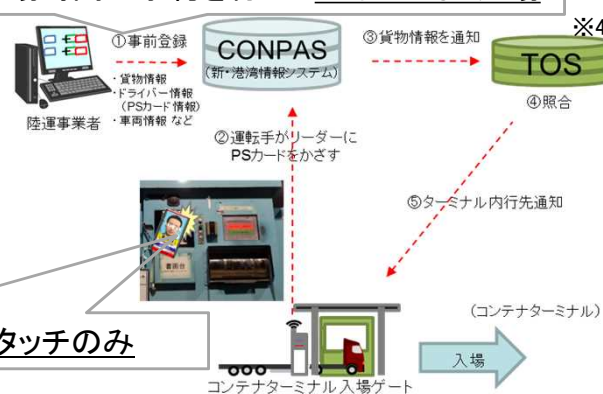 ※4
①事前登録
・貨物情報
・ドライバー情報
（PSカード情報）
・車両情報 など
陸運事業者
CONPAS
(新・港湾情報システム)
③貨物情報を通知
TOS
④照合
②運転手がリーダーに
PSカードをかざす
⑤ターミナル内行先通知
タッチのみ
(コンテナターミナル)
入場
コンテナターミナル入場ゲート